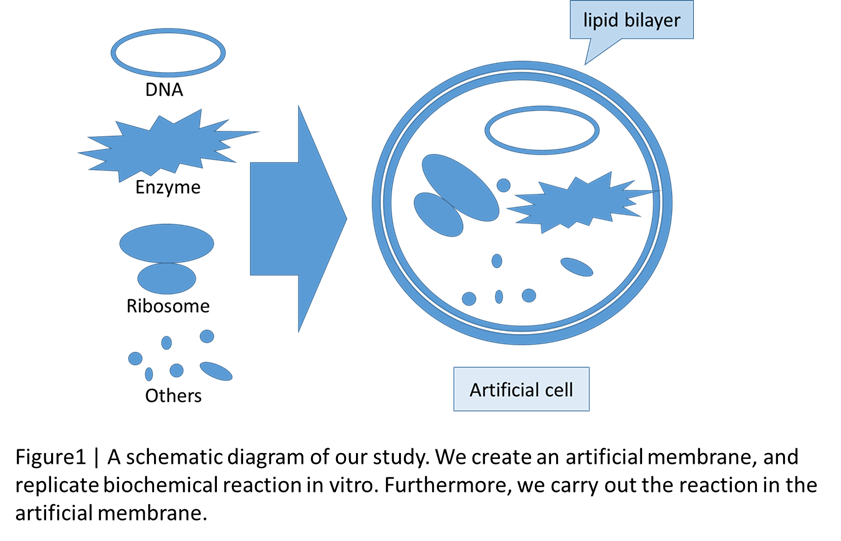 lipid bilayer
DNA
Enzyme
Ribosome
Others
Artificial cell
Figure1 | A schematic diagram of our study. We create an artificial membrane, and
replicate biochemical reaction in vitro. Furthermore, we carry out the reaction in the
artificial membrane.